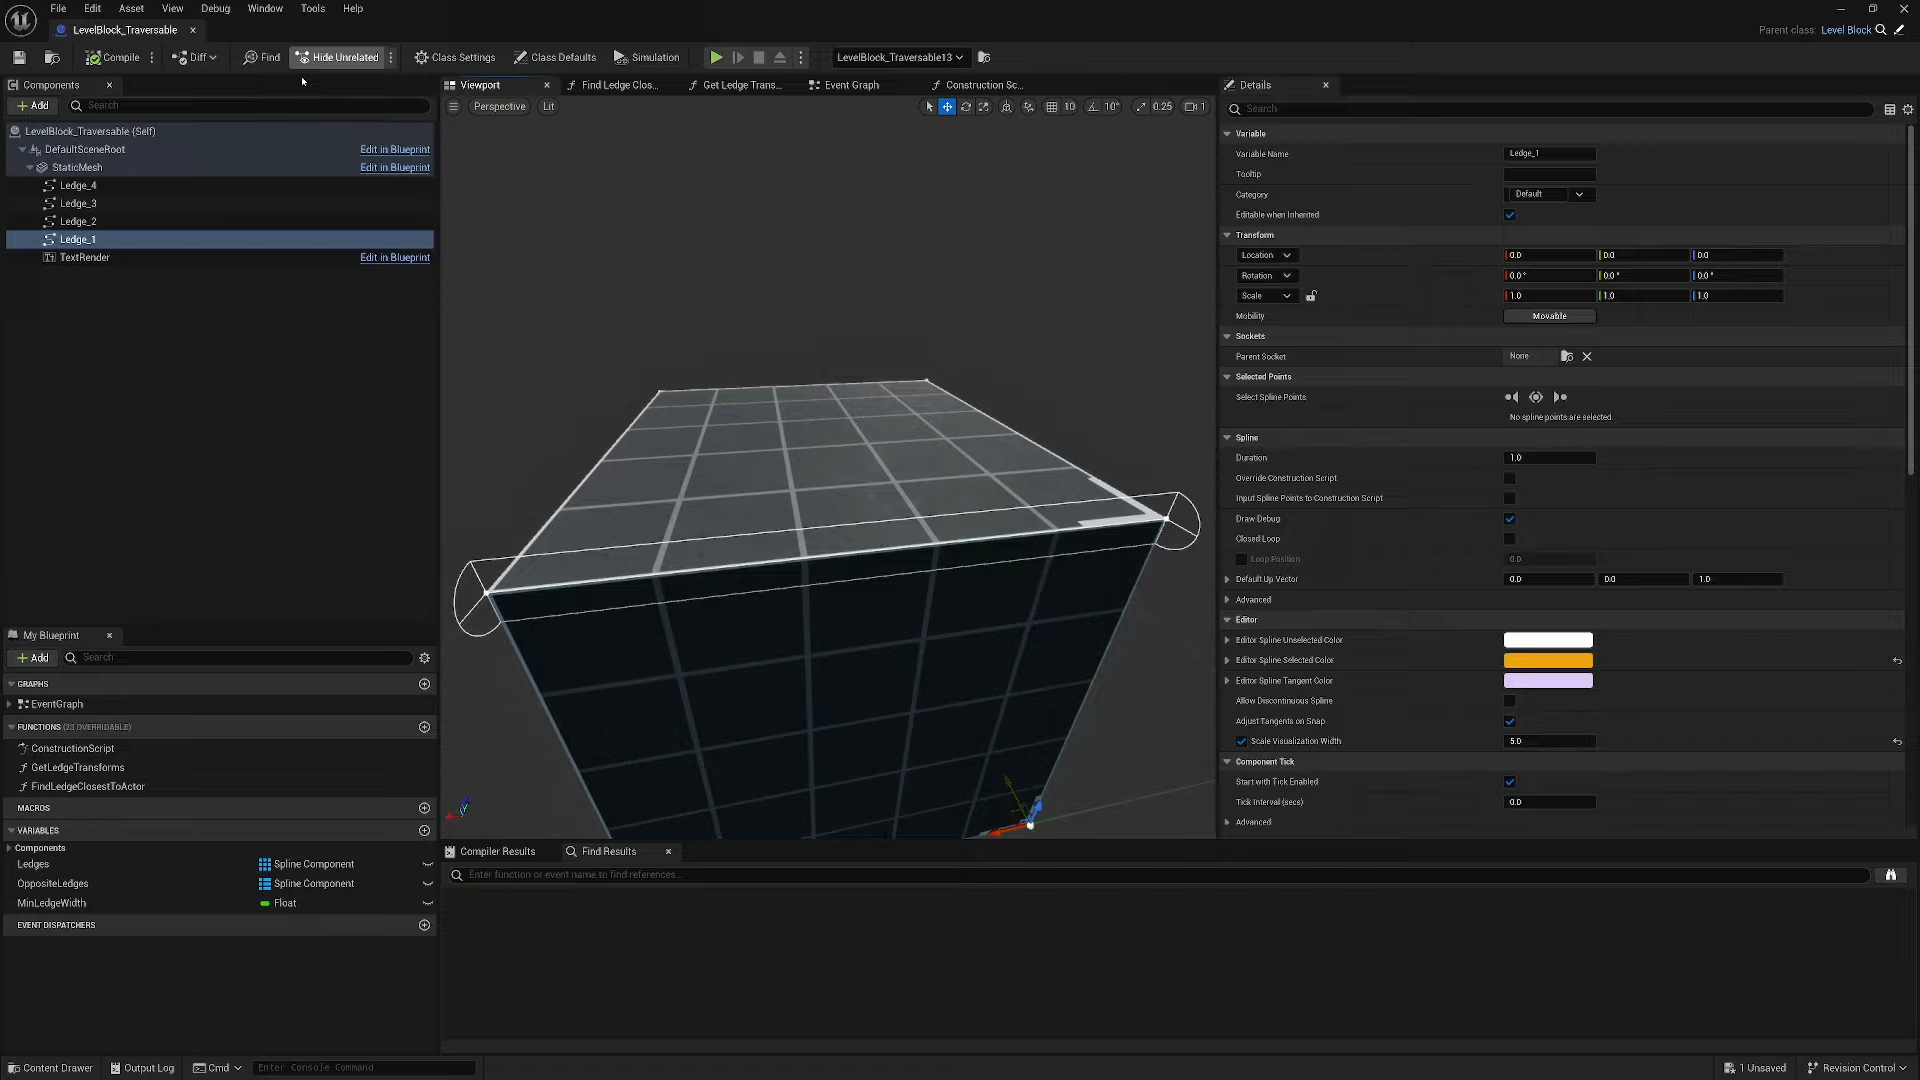 File Edit Asset View Debug Window Tools Help
LevelBlock_Traversable
Parent class: Level Block
Compile Diff Find Hide Unrelated Class Settings Class Defaults Simulation LevelBlock_Traversable13
Components
Add Search
LevelBlock_Traversable (Self)
DefaultSceneRoot Edit in Blueprint
StaticMesh Edit in Blueprint
Ledge_4
Ledge_3
Ledge_2
Ledge_1
TextRender Edit in Blueprint
My Blueprint
Add Search
GRAPHS
EventGraph
FUNCTIONS (23 OVERRIDABLE)
ConstructionScript
GetLedgeTransforms
FindLedgeClosestToActor
MACROS
VARIABLES
Components
Ledges Spline Component
OppositeLedges Spline Component
MinLedgeWidth Float
EVENT DISPATCHERS
Viewport Find Ledge Clos... Get Ledge Trans... Event Graph Construction Sc...
Perspective Lit 10 10° 0.25 1
Compiler Results Find Results
Enter function or event name to find references...
Details
Search
Variable
Variable Name Ledge_1
Tooltip
Category Default
Editable when Inherited
Transform
Location 0.0 0.0 0.0
Rotation 0.0° 0.0° 0.0°
Scale 1.0 1.0 1.0
Mobility Movable
Sockets
Parent Socket None
Selected Points
Select Spline Points
No spline points are selected.
Spline
Duration 1.0
Override Construction Script
Input Spline Points to Construction Script
Draw Debug
Closed Loop
Loop Position 0.0
Default Up Vector 0.0 0.0 1.0
Advanced
Editor
Editor Spline Unselected Color
Editor Spline Selected Color
Editor Spline Tangent Color
Allow Discontinuous Spline
Adjust Tangents on Snap
Scale Visualization Width 5.0
Component Tick
Start with Tick Enabled
Tick Interval (secs) 0.0
Advanced
Content Drawer Output Log Cmd Enter Console Command 1 Unsaved Revision Control